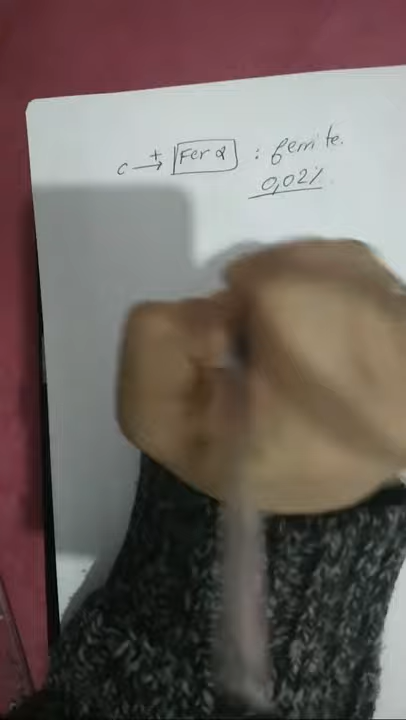 c +→ Fer α : ferrite.
0,02%